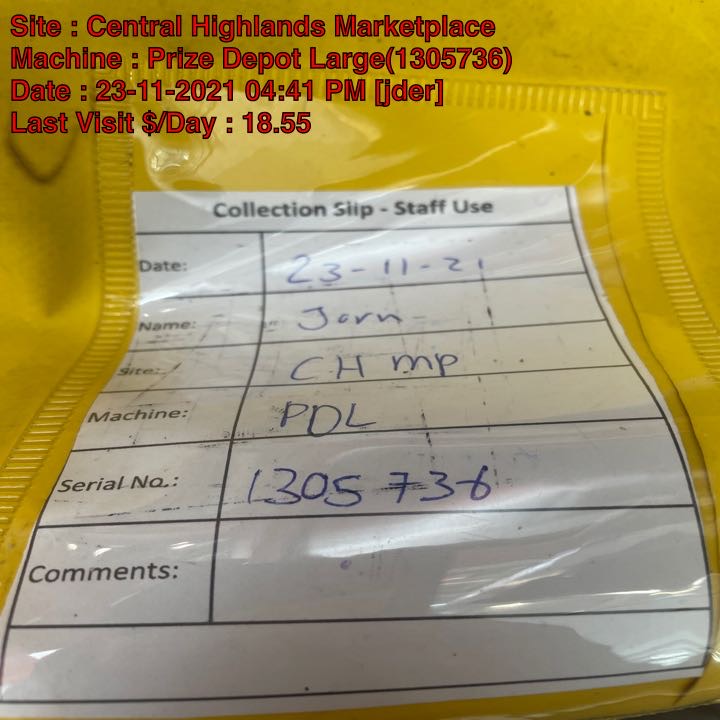 Site : Central Highlands Marketplace
Machine : Prize Depot Large(1305736)
Date : 23-11-2021 04:41 PM [jder]
Last Visit $/Day : 18.55
Collection Slip - Staff Use
Date: 23-11-21
Name: Jorn
Site: CH MP
Machine: PDL
Serial No.: 1305736
Comments: